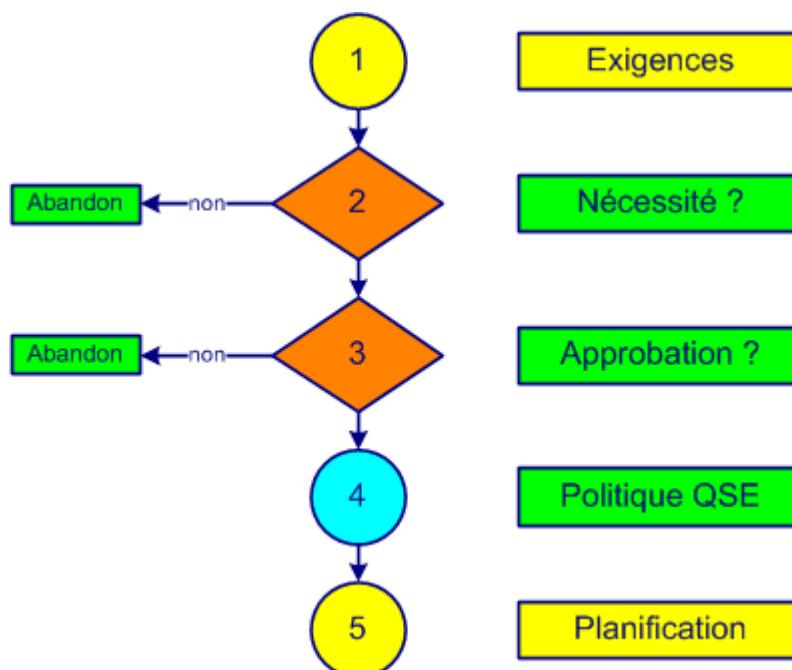 1
Exigences
Abandon
non
2
Nécessité ?
Abandon
non
3
Approbation ?
4
Politique QSE
5
Planification